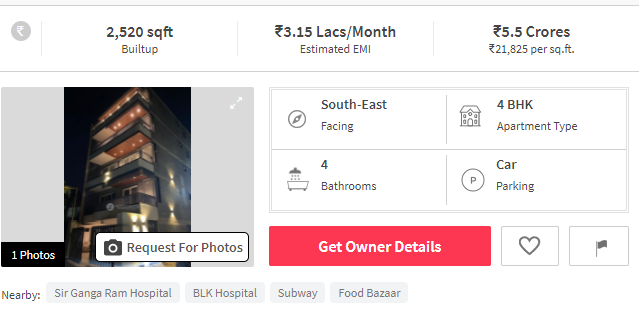 ₹
2,520 sqft
Builtup
₹3.15 Lacs/Month
Estimated EMI
₹5.5 Crores
₹21,825 per sq.ft.
South-East
Facing
4 BHK
Apartment Type
4
Bathrooms
P
Car
Parking
1 Photos
Request For Photos
Get Owner Details
Nearby: Sir Ganga Ram Hospital BLK Hospital Subway Food Bazaar